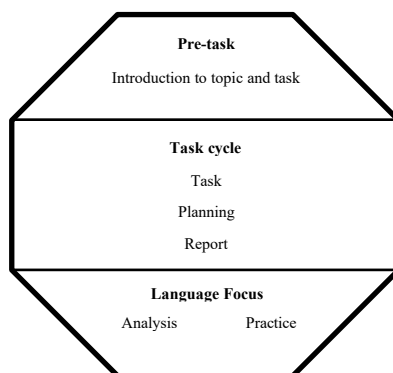 Pre-task
Introduction to topic and task
Task cycle
Task
Planning
Report
Language Focus
Analysis Practice